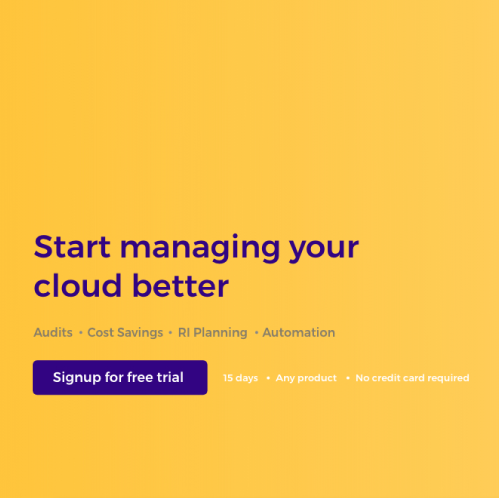 Start managing your
cloud better
Audits • Cost Savings • RI Planning • Automation
Signup for free trial
15 days • Any product • No credit card required